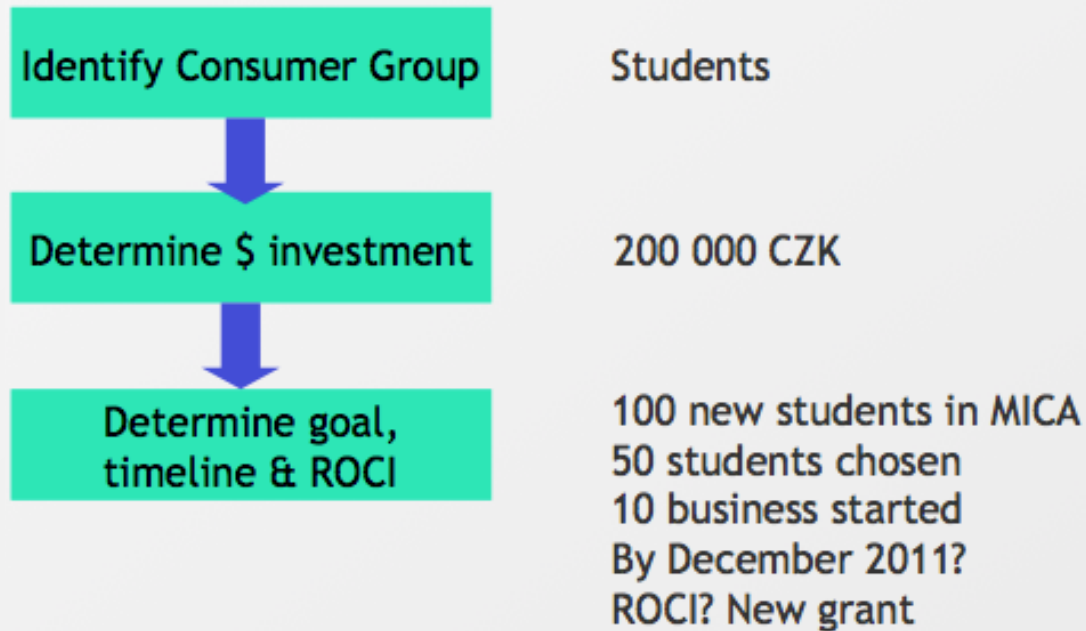 Identify Consumer Group
Students
Determine $ investment
200 000 CZK
Determine goal,
timeline & ROCI
100 new students in MICA
50 students chosen
10 business started
By December 2011?
ROCI? New grant